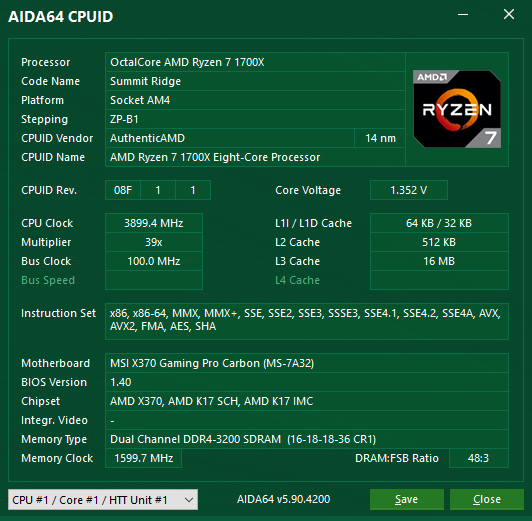 AIDA64 CPUID
Processor OctalCore AMD Ryzen 7 1700X
Code Name Summit Ridge
Platform Socket AM4
Stepping ZP-B1
CPUID Vendor AuthenticAMD 14 nm
CPUID Name AMD Ryzen 7 1700X Eight-Core Processor
AMD
RYZEN
7
CPUID Rev. 08F 1 1 Core Voltage 1.352 V
CPU Clock 3899.4 MHz L1I / L1D Cache 64 KB / 32 KB
Multiplier 39x L2 Cache 512 KB
Bus Clock 100.0 MHz L3 Cache 16 MB
Bus Speed L4 Cache
Instruction Set x86, x86-64, MMX, MMX+, SSE, SSE2, SSE3, SSSE3, SSE4.1, SSE4.2, SSE4A, AVX,
AVX2, FMA, AES, SHA
Motherboard MSI X370 Gaming Pro Carbon (MS-7A32)
BIOS Version 1.40
Chipset AMD X370, AMD K17 SCH, AMD K17 IMC
Integr. Video -
Memory Type Dual Channel DDR4-3200 SDRAM (16-18-18-36 CR1)
Memory Clock 1599.7 MHz DRAM:FSB Ratio 48:3
CPU #1 / Core #1 / HTT Unit #1 AIDA64 v5.90.4200 Save Close